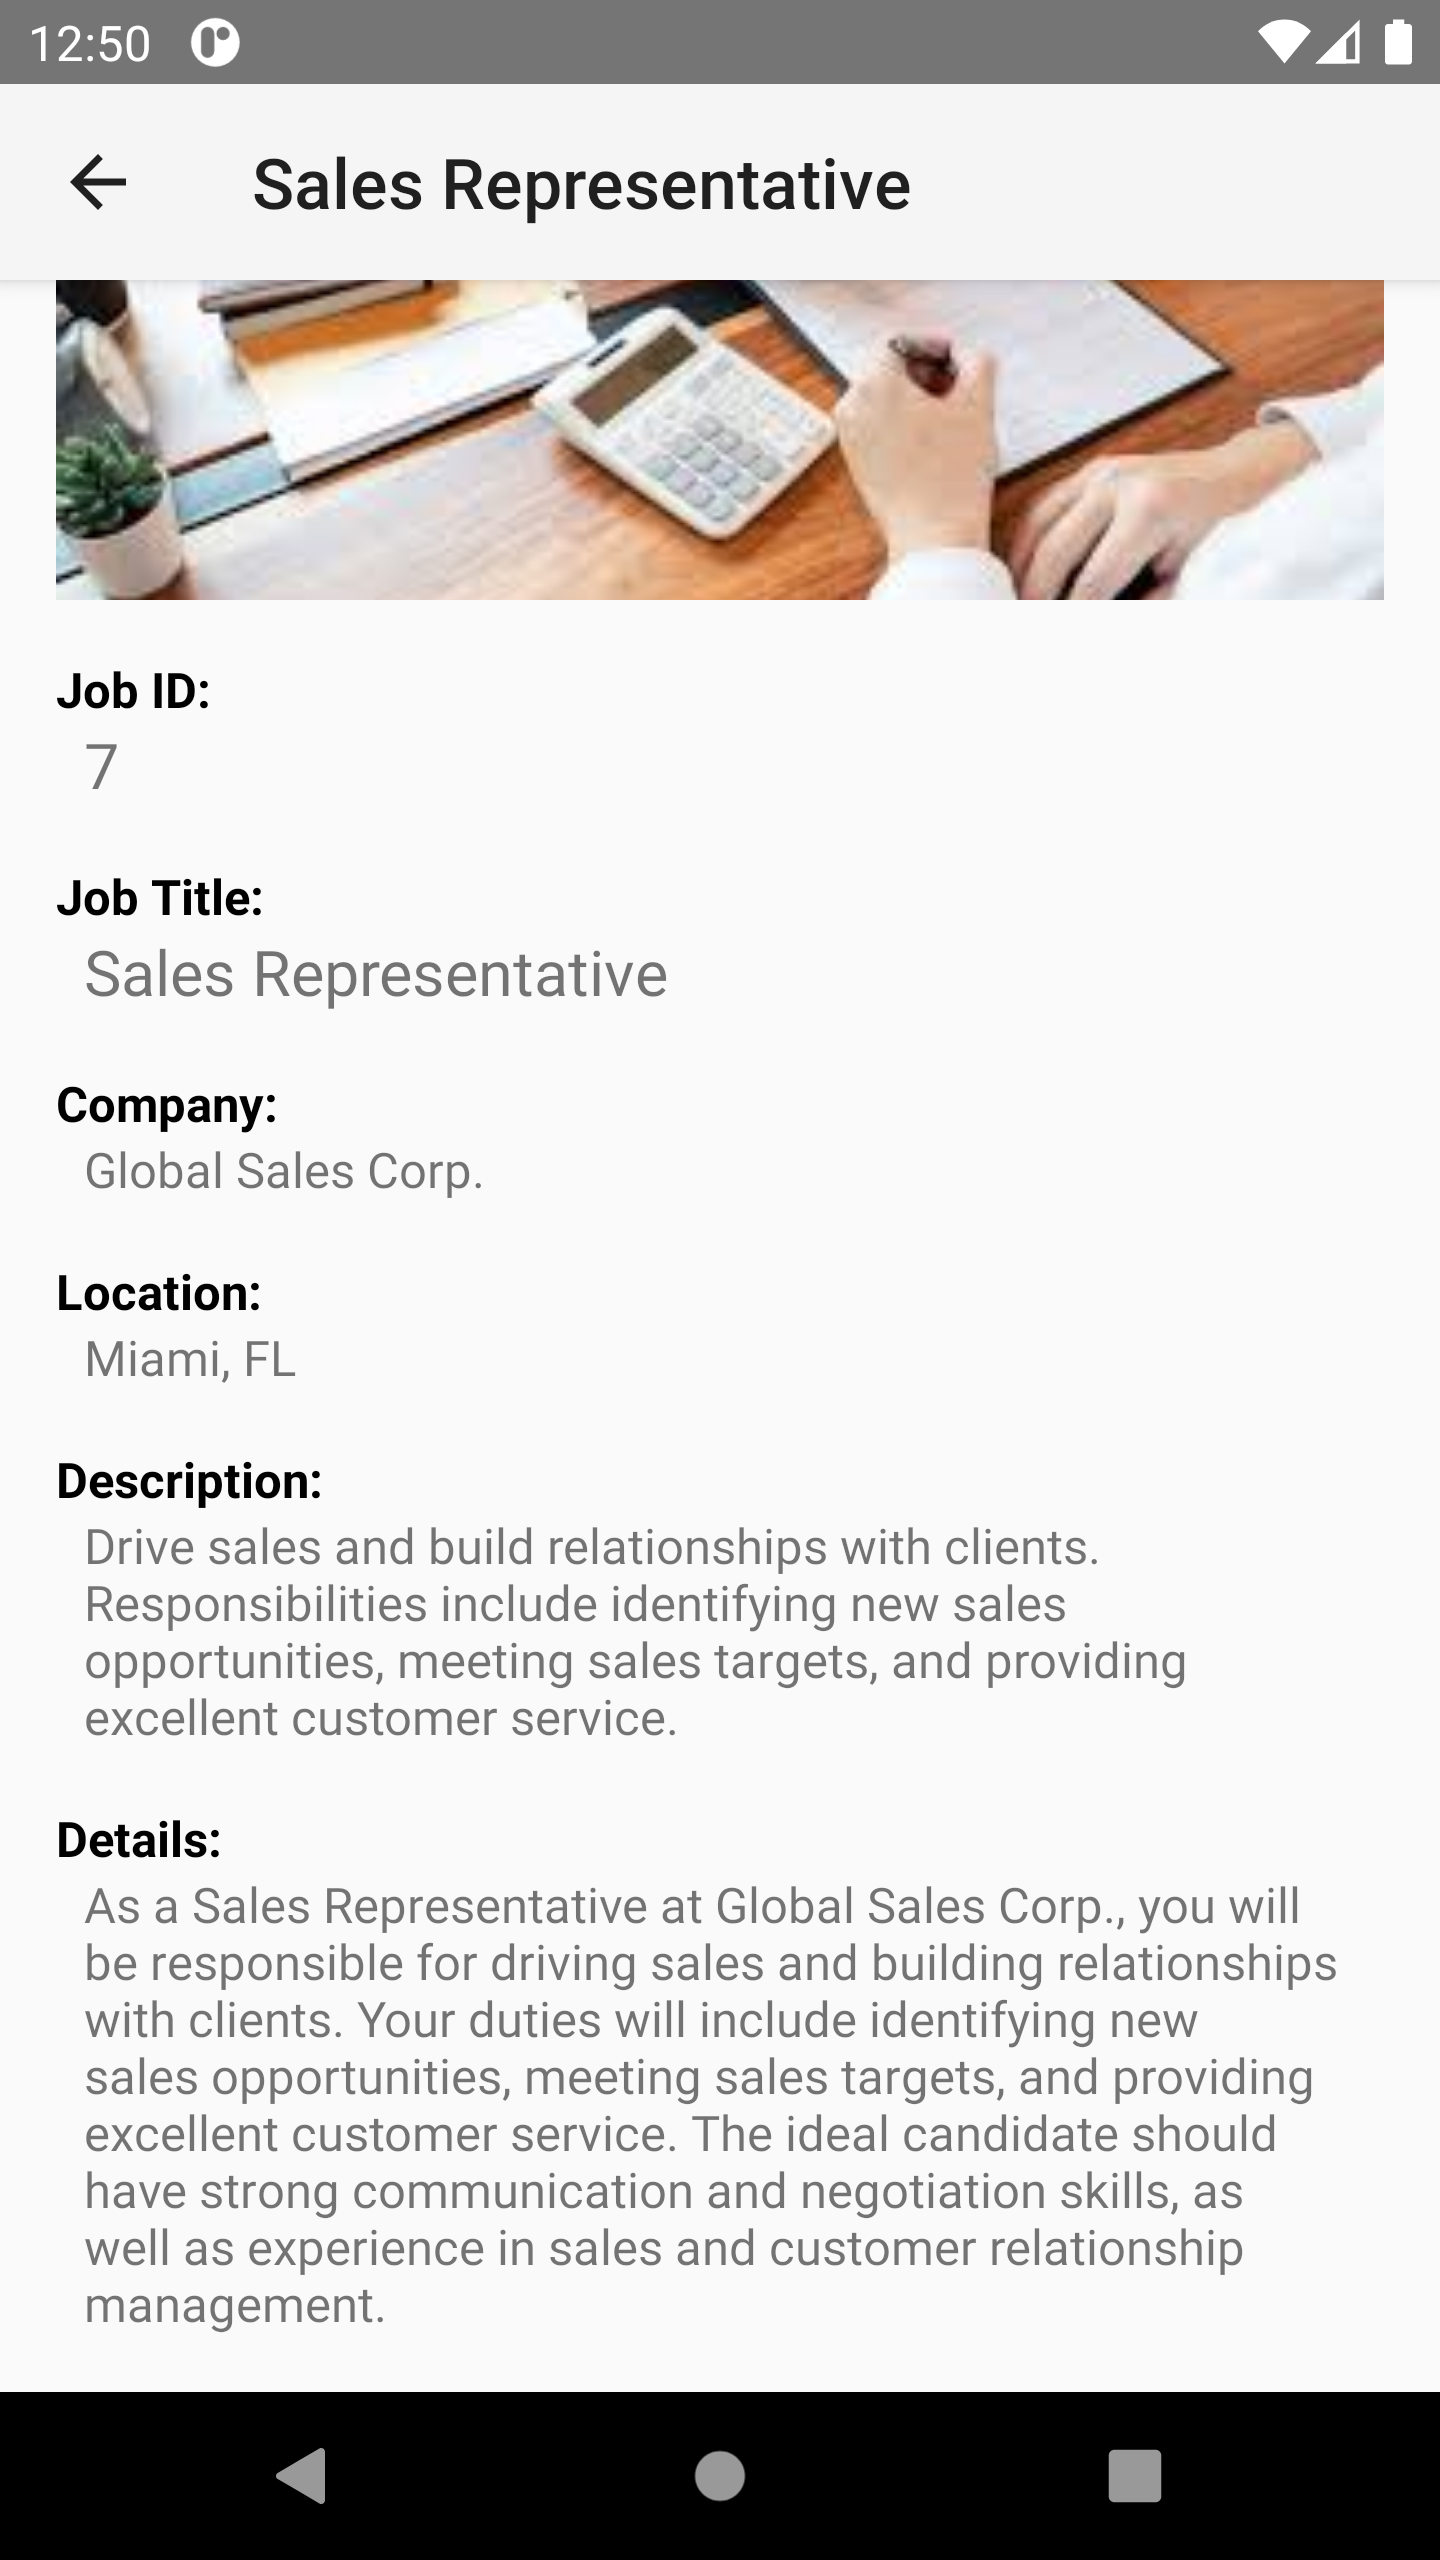 12:50
Sales Representative
Job ID:
7
Job Title:
Sales Representative
Company:
Global Sales Corp.
Location:
Miami, FL
Description:
Drive sales and build relationships with clients.
Responsibilities include identifying new sales
opportunities, meeting sales targets, and providing
excellent customer service.
Details:
As a Sales Representative at Global Sales Corp., you will
be responsible for driving sales and building relationships
with clients. Your duties will include identifying new
sales opportunities, meeting sales targets, and providing
excellent customer service. The ideal candidate should
have strong communication and negotiation skills, as
well as experience in sales and customer relationship
management.